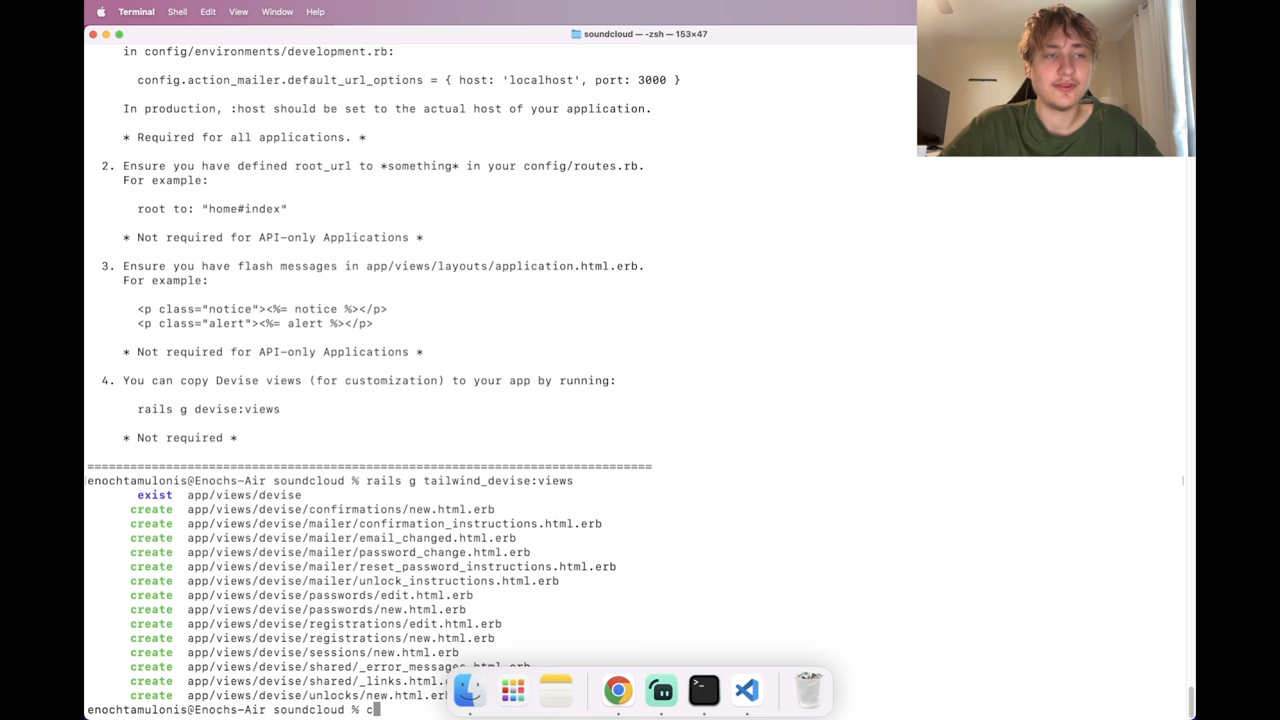 Terminal Shell Edit View Window Help
soundcloud — -zsh — 153×47
in config/environments/development.rb:
config.action_mailer.default_url_options = { host: 'localhost', port: 3000 }
In production, :host should be set to the actual host of your application.
* Required for all applications. *
2. Ensure you have defined root_url to *something* in your config/routes.rb.
For example:
root to: "home#index"
* Not required for API-only Applications *
3. Ensure you have flash messages in app/views/layouts/application.html.erb.
For example:
<p class="notice"><%= notice %></p>
<p class="alert"><%= alert %></p>
* Not required for API-only Applications *
4. You can copy Devise views (for customization) to your app by running:
rails g devise:views
* Not required *
===============================================================================
enochtamulonis@Enochs-Air soundcloud % rails g tailwind_devise:views
exist app/views/devise
create app/views/devise/confirmations/new.html.erb
create app/views/devise/mailer/confirmation_instructions.html.erb
create app/views/devise/mailer/email_changed.html.erb
create app/views/devise/mailer/password_change.html.erb
create app/views/devise/mailer/reset_password_instructions.html.erb
create app/views/devise/mailer/unlock_instructions.html.erb
create app/views/devise/passwords/edit.html.erb
create app/views/devise/passwords/new.html.erb
create app/views/devise/registrations/edit.html.erb
create app/views/devise/registrations/new.html.erb
create app/views/devise/sessions/new.html.erb
create app/views/devise/shared/_error_messages.html.erb
create app/views/devise/shared/_links.html.
create app/views/devise/unlocks/new.html.er
enochtamulonis@Enochs-Air soundcloud % c